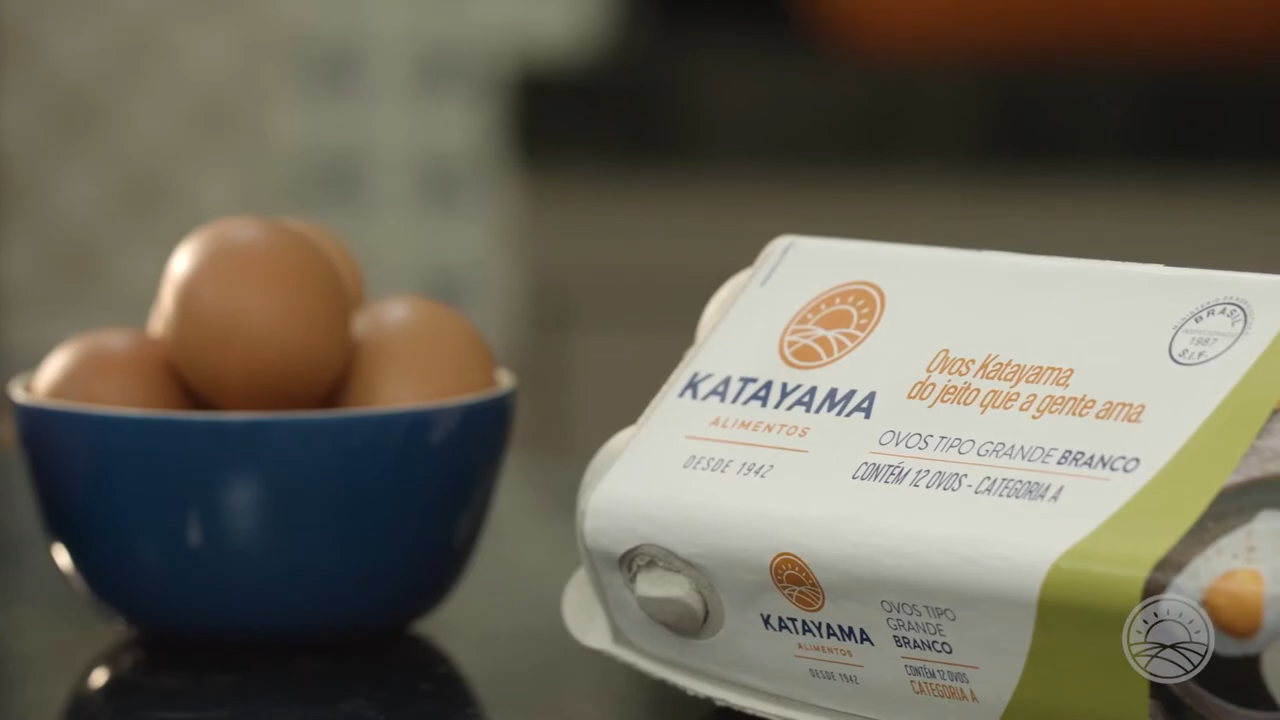 KATAYAMA
ALIMENTOS
DESDE 1942
Ovos Katayama,
do jeito que a gente ama.
OVOS TIPO GRANDE BRANCO
CONTÉM 12 OVOS - CATEGORIA A
BRASIL
1987
S.I.F.
KATAYAMA
ALIMENTOS
DESDE 1942
OVOS TIPO
GRANDE
BRANCO
CONTÉM 12 OVOS
CATEGORIA A